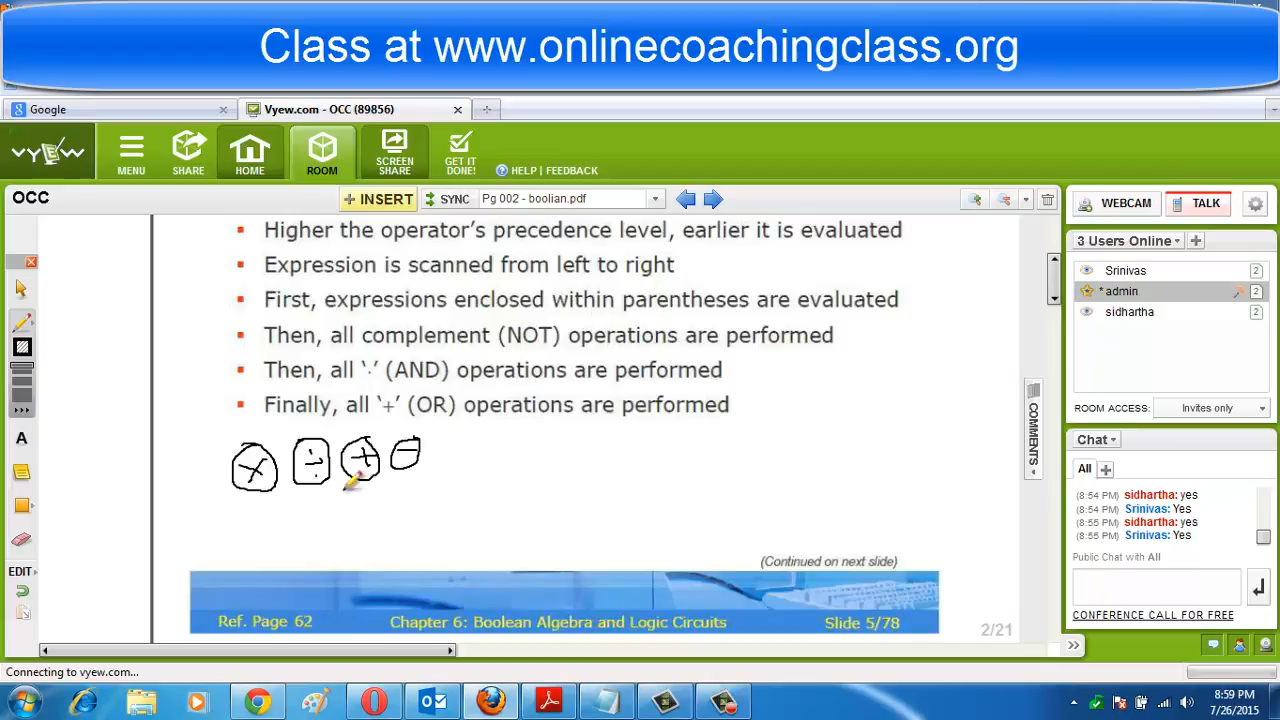 Class at www.onlinecoachingclass.org
Google
Vyew.com - OCC (89856)
VYEW
MENU
SHARE
HOME
ROOM
SCREEN SHARE
GET IT DONE!
HELP | FEEDBACK
OCC
+ INSERT
SYNC
Pg 002 - boolian.pdf
WEBCAM
TALK
3 Users Online
Srinivas 2
* admin 2
sidhartha 2
ROOM ACCESS: Invites only
Chat
All
(8:54 PM) sidhartha: yes
(8:54 PM) Srinivas: Yes
(8:55 PM) sidhartha: yes
(8:55 PM) Srinivas: Yes
Public Chat with All
CONFERENCE CALL FOR FREE
COMMENTS
A
EDIT
Higher the operator's precedence level, earlier it is evaluated
Expression is scanned from left to right
First, expressions enclosed within parentheses are evaluated
Then, all complement (NOT) operations are performed
Then, all '·' (AND) operations are performed
Finally, all '+' (OR) operations are performed
× ÷ + −
(Continued on next slide)
Ref. Page 62
Chapter 6: Boolean Algebra and Logic Circuits
Slide 5/78
2/21
Connecting to vyew.com...
8:59 PM
7/26/2015